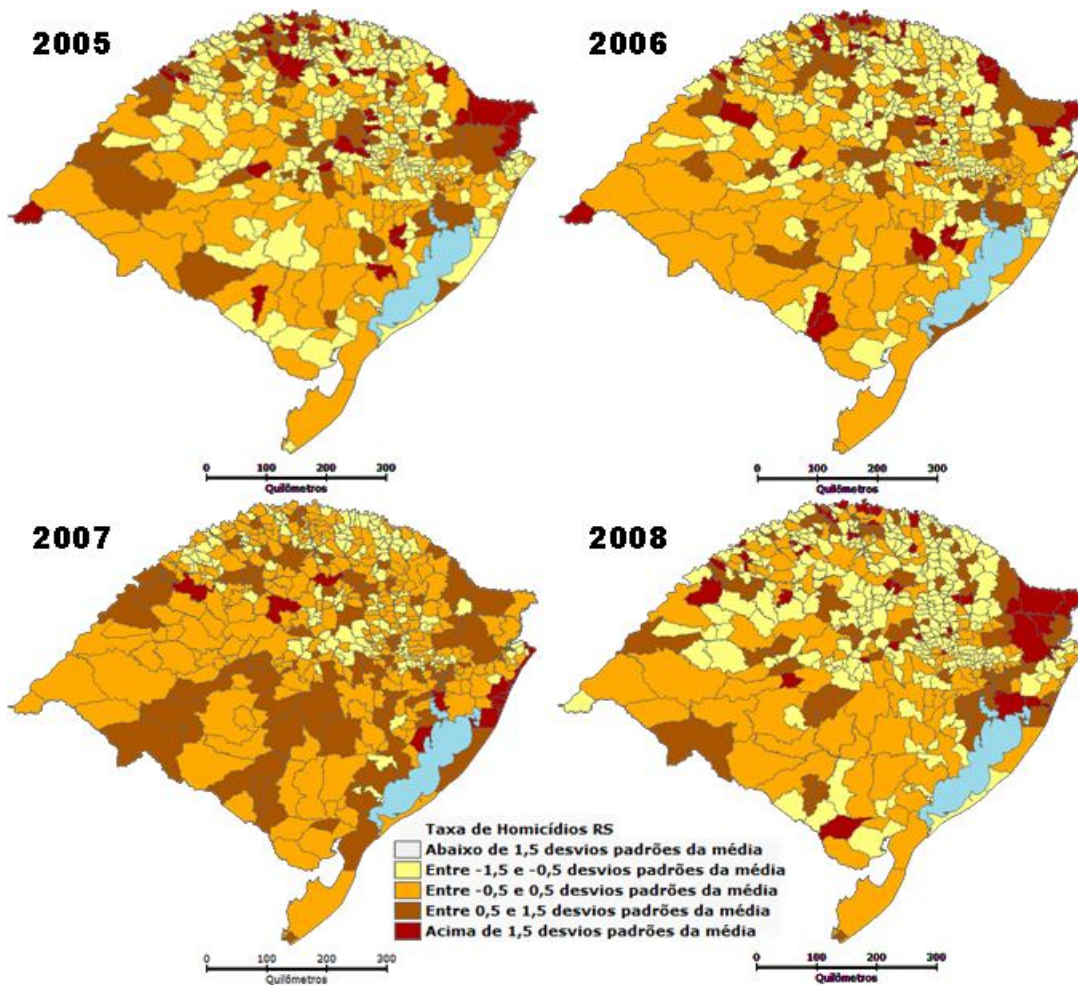 2005
2006
0 100 200 300
Quilômetros
0 100 200 300
Quilômetros
2007
2008
Taxa de Homicídios RS
Abaixo de 1,5 desvios padrões da média
Entre -1,5 e -0,5 desvios padrões da média
Entre -0,5 e 0,5 desvios padrões da média
Entre 0,5 e 1,5 desvios padrões da média
Acima de 1,5 desvios padrões da média
0 100 200 300
Quilômetros
0 100 200 300
Quilômetros